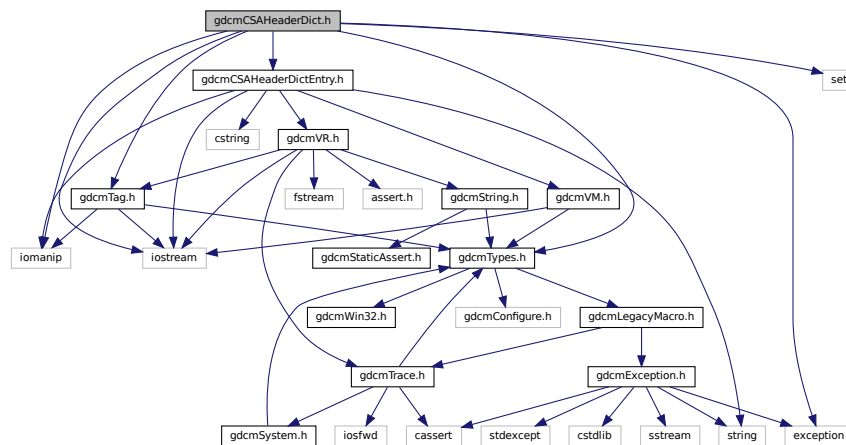 gdcmCSAHeaderDict.h
gdcmCSAHeaderDictEntry.h
set
cstring
gdcmVR.h
gdcmTag.h
fstream
assert.h
gdcmString.h
gdcmVM.h
iomanip
iostream
gdcmStaticAssert.h
gdcmTypes.h
gdcmWin32.h
gdcmConfigure.h
gdcmLegacyMacro.h
gdcmTrace.h
gdcmException.h
gdcmSystem.h
iosfwd
cassert
stdexcept
cstdlib
sstream
string
exception